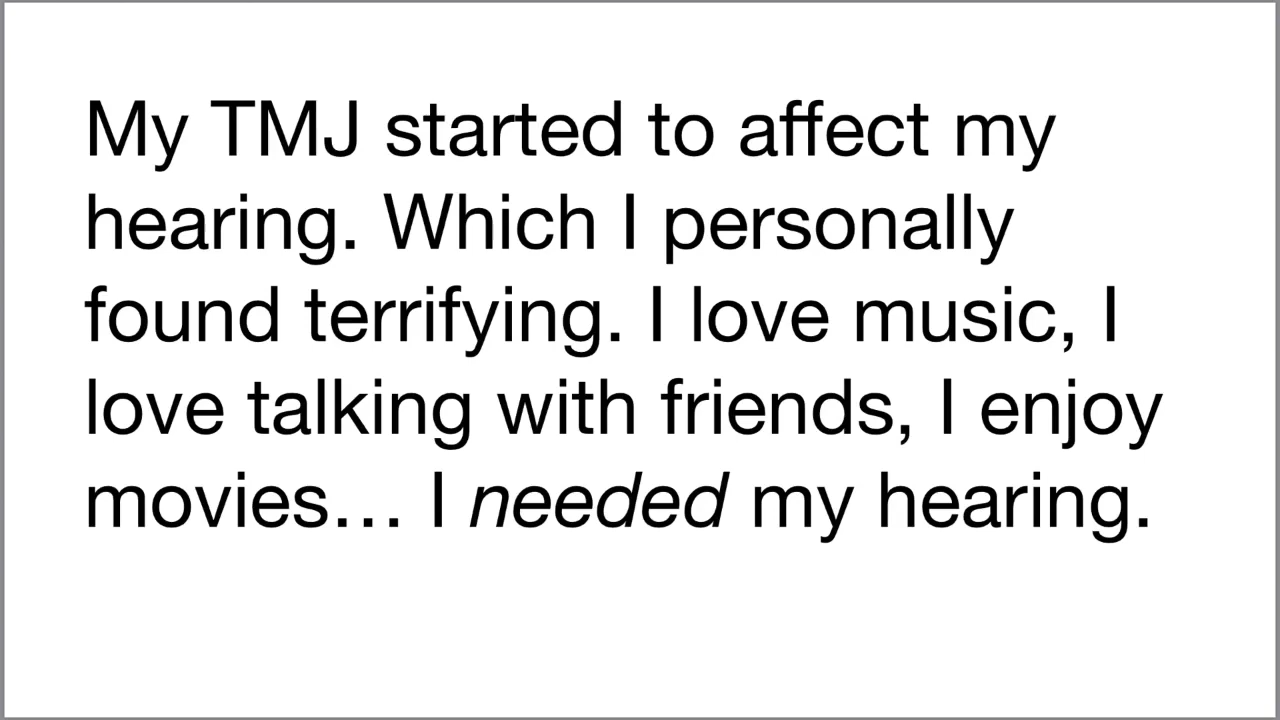 My TMJ started to affect my
hearing. Which I personally
found terrifying. I love music, I
love talking with friends, I enjoy
movies… I needed my hearing.